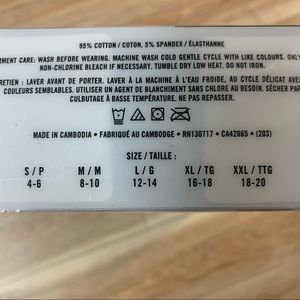 95% COTTON / COTON, 5% SPANDEX / ÉLASTHANNE
RMENT CARE: WASH BEFORE WEARING. MACHINE WASH COLD GENTLE CYCLE WITH LIKE COLOURS. ONLY
NON-CHLORINE BLEACH IF NECESSARY. TUMBLE DRY LOW HEAT. DO NOT IRON.
RETIEN : LAVER AVANT DE PORTER. LAVER À LA MACHINE À L'EAU FROIDE, AU CYCLE DÉLICAT AVEC
COULEURS SEMBLABLES. UTILISER UN AGENT DE BLANCHIMENT SANS CHLORE AU BESOIN. SÉCHER PAR
CULBUTAGE À BASSE TEMPÉRATURE. NE PAS REPASSER.
MADE IN CAMBODIA • FABRIQUÉ AU CAMBODGE • RN130717 • CA42665 • (203)
SIZE / TAILLE :
S / P M / M L / G XL / TG XXL / TTG
4-6 8-10 12-14 16-18 18-20